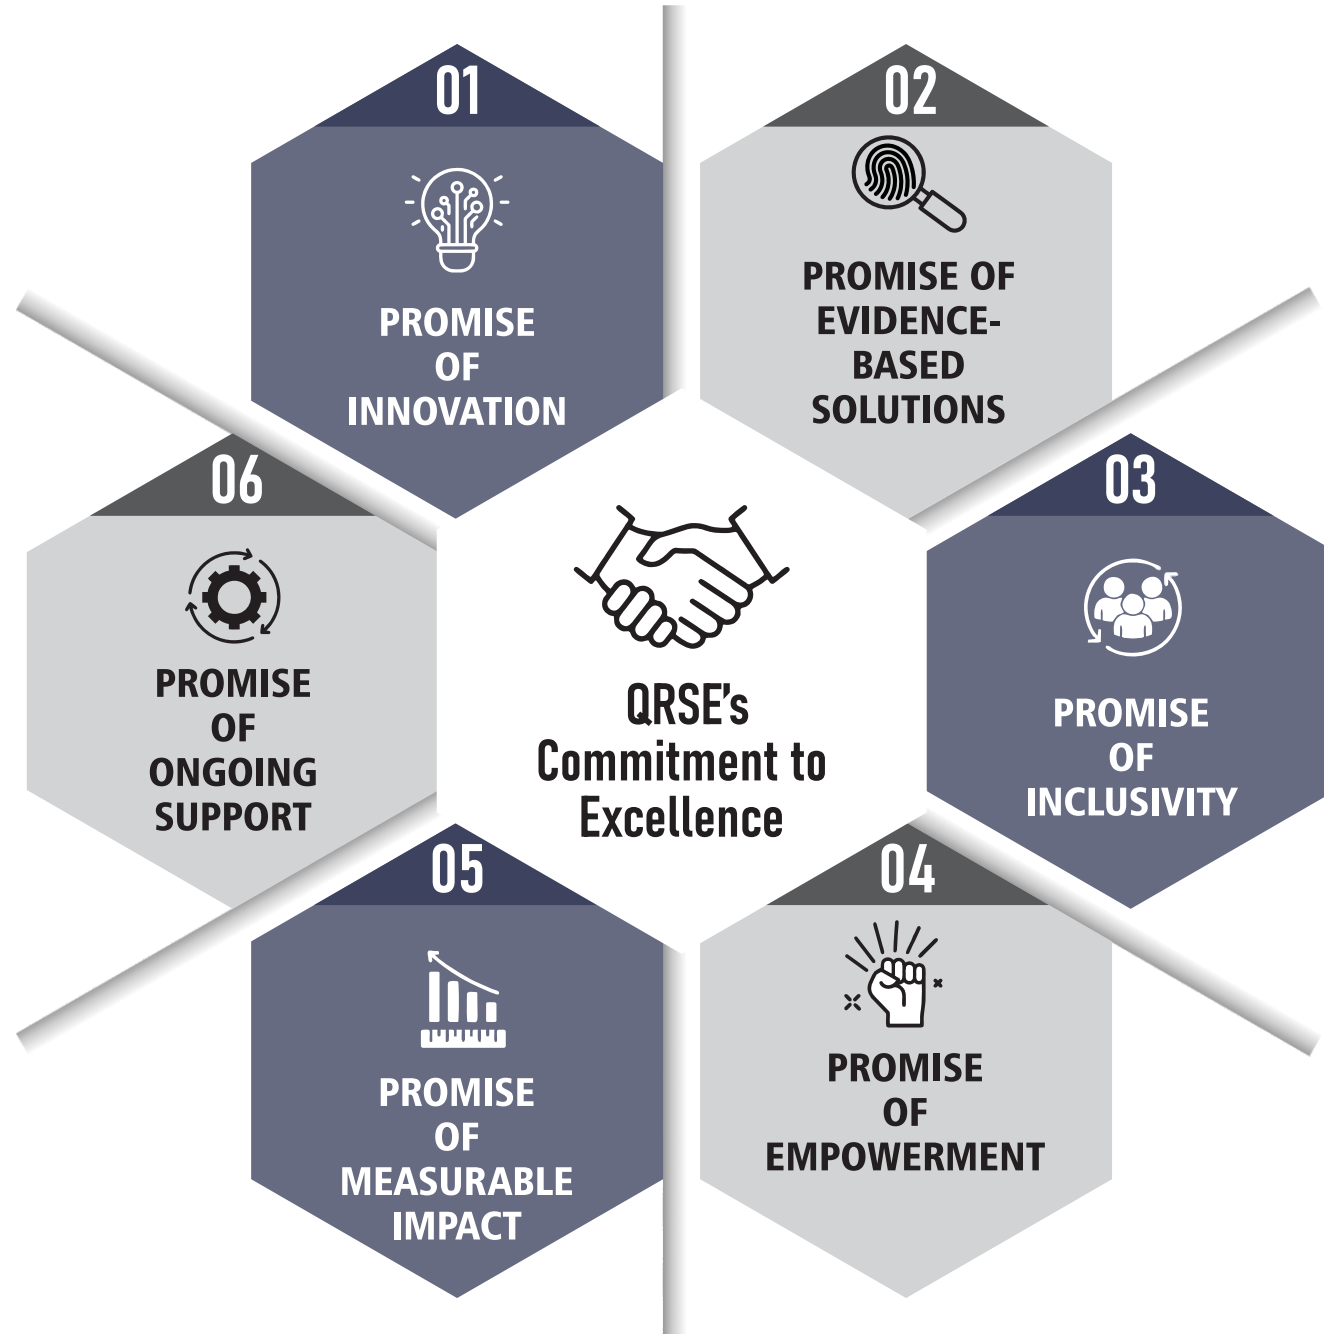 01
PROMISE
OF
INNOVATION
02
PROMISE OF
EVIDENCE-
BASED
SOLUTIONS
03
PROMISE
OF
INCLUSIVITY
04
PROMISE
OF
EMPOWERMENT
05
PROMISE
OF
MEASURABLE
IMPACT
06
PROMISE
OF
ONGOING
SUPPORT
QRSE's
Commitment to
Excellence